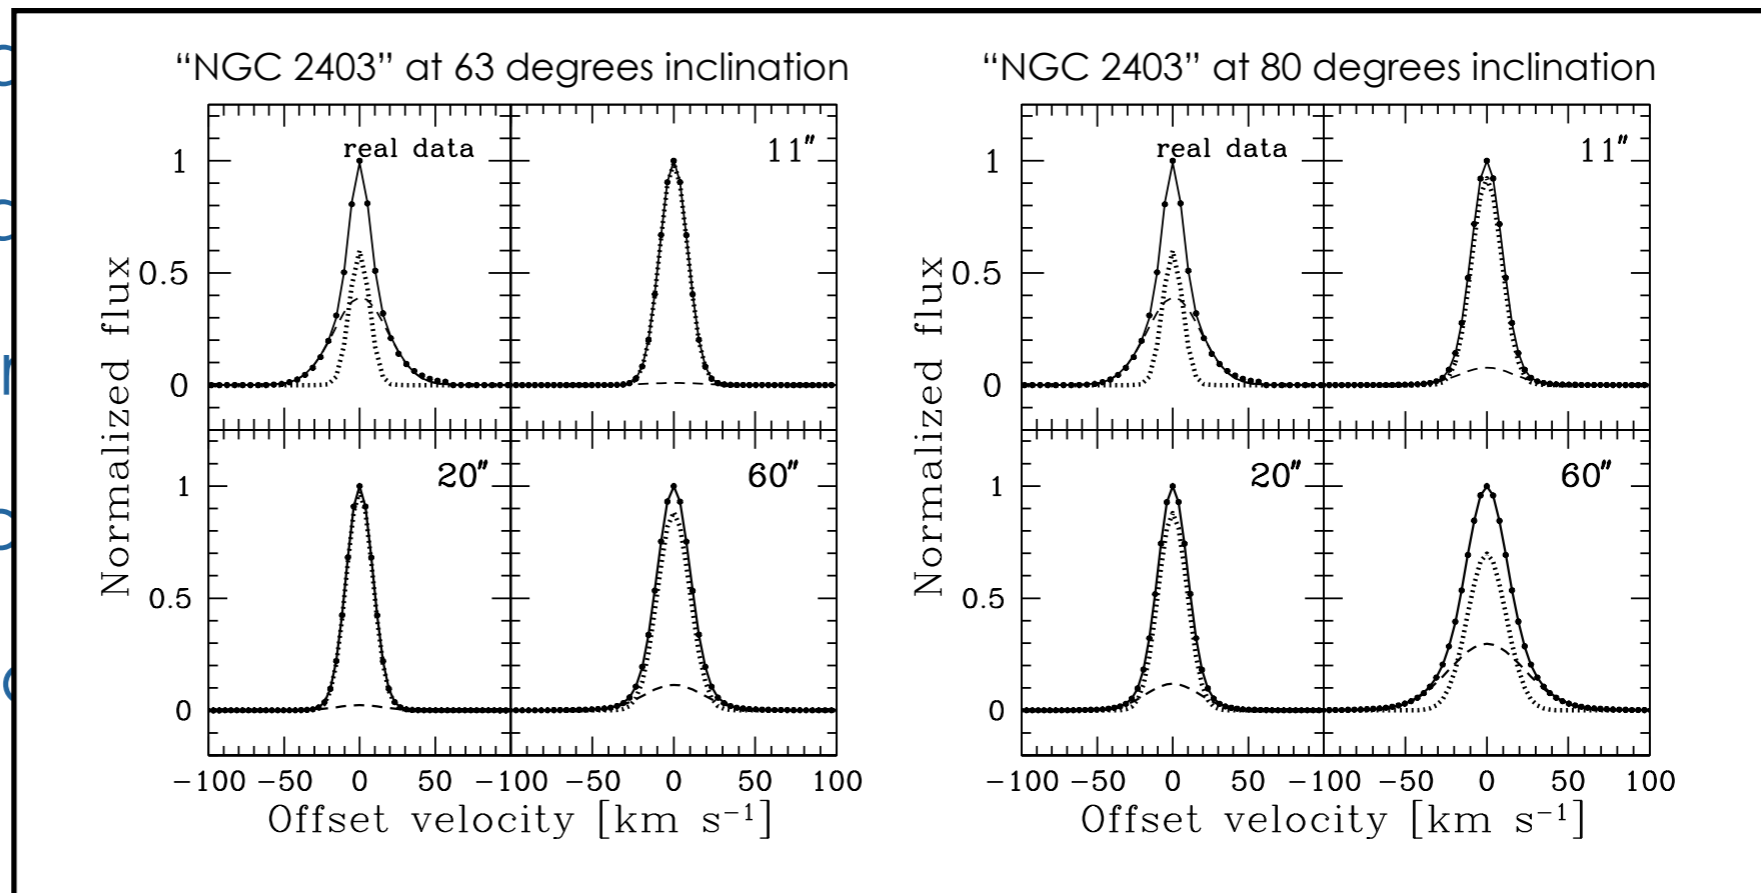 “NGC 2403” at 63 degrees inclination
“NGC 2403” at 80 degrees inclination
real data
11″
20″
60″
1
0.5
0
1
0.5
0
Normalized flux
-100 -50 0 50 -100 -50 0 50 100
Offset velocity [km s⁻¹]
real data
11″
20″
60″
1
0.5
0
1
0.5
0
Normalized flux
-100 -50 0 50 -100 -50 0 50 100
Offset velocity [km s⁻¹]